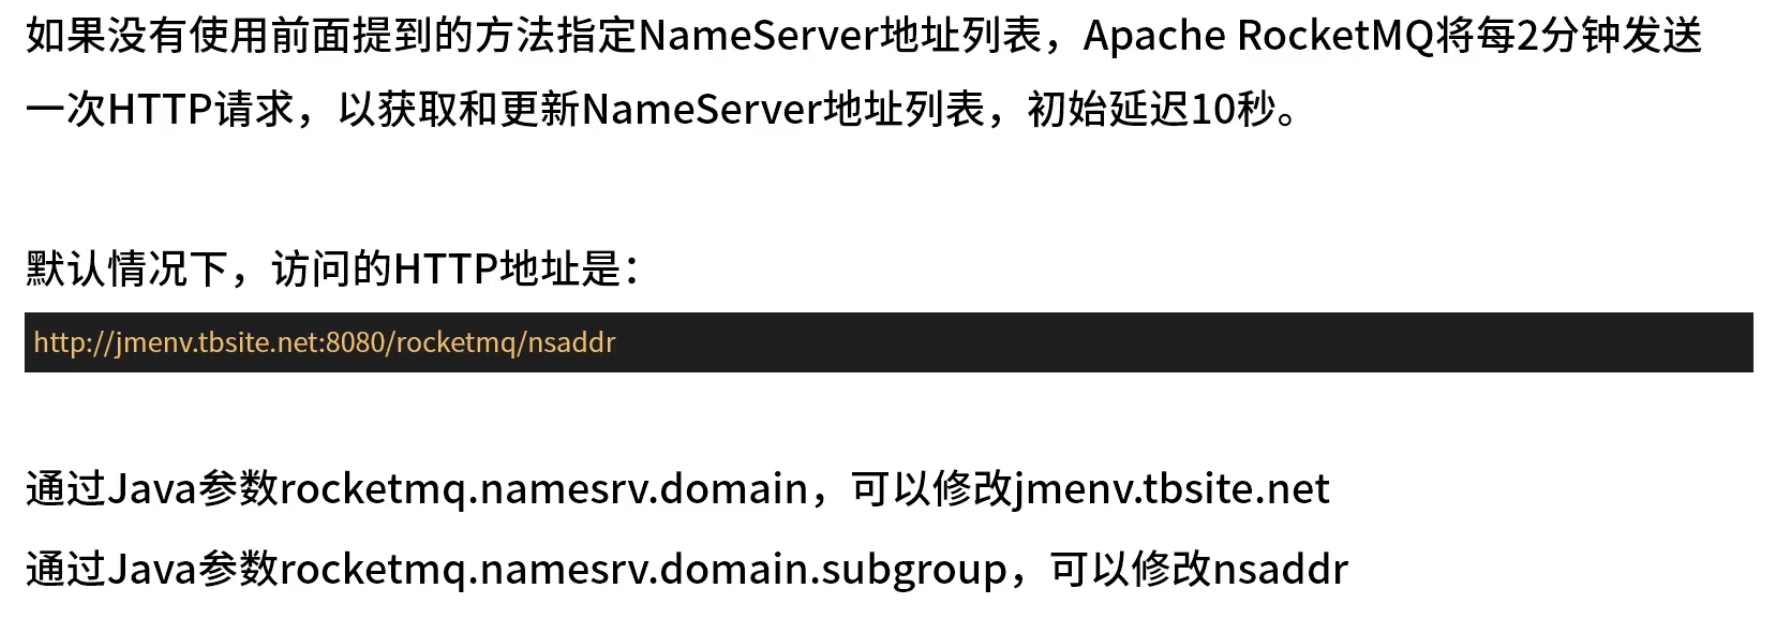 如果没有使用前面提到的方法指定NameServer地址列表，Apache RocketMQ将每2分钟发送
一次HTTP请求，以获取和更新NameServer地址列表，初始延迟10秒。
默认情况下，访问的HTTP地址是：
http://jmenv.tbsite.net:8080/rocketmq/nsaddr
通过Java参数rocketmq.namesrv.domain，可以修改jmenv.tbsite.net
通过Java参数rocketmq.namesrv.domain.subgroup，可以修改nsaddr